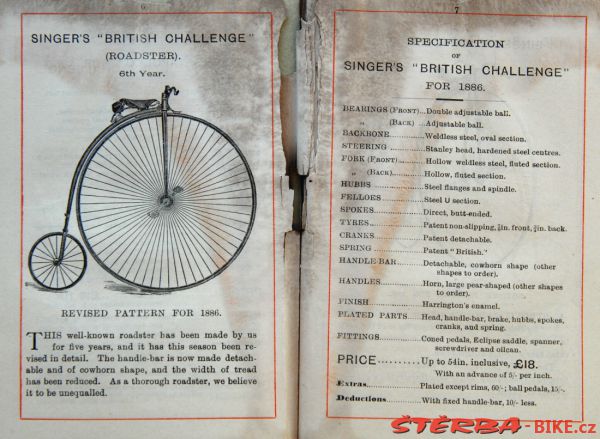 6
SINGER'S "BRITISH CHALLENGE"
(ROADSTER).
6th Year.
REVISED PATTERN FOR 1886.
THIS well-known roadster has been made by us
for five years, and it has this season been re-
vised in detail. The handle-bar is now made detach-
able and of cowhorn shape, and the width of tread
has been reduced. As a thorough roadster, we believe
it to be unequalled.
7
SPECIFICATION
OF
SINGER'S "BRITISH CHALLENGE"
FOR 1886.
BEARINGS (FRONT)...Double adjustable ball.
„ (BACK) ...Adjustable ball.
BACKBONE............Weldless steel, oval section.
STEERING ............Stanley head, hardened steel centres.
FORK (FRONT).........Hollow weldless steel, fluted section.
„ (BACK)............Hollow, fluted section.
HUBBS ..................Steel flanges and spindle.
FELLOES ...............Steel U section.
SPOKES..................Direct, butt-ended.
TYRES....................Patent non-slipping, in. front, in. back.
CRANKS..................Patent detachable.
SPRING ..................Patent "British."
HANDLE-BAR............Detachable, cowhorn shape (other
shapes to order).
HANDLES..................Horn, large pear-shaped (other shapes
to order).
FINISH ..................Harrington's enamel.
PLATED PARTS.........Head, handle-bar, brake, hubbs, spokes,
cranks, and spring.
FITTINGS..................Coned pedals, Eclipse saddle, spanner,
screwdriver and oilcan.
PRICE..........Up to 54in. inclusive, £18.
With an advance of 5/- per inch.
Extras..................Plated except rims, 60/-; ball pedals, 15/-.
Deductions............With fixed handle-bar, 10/- less.
ŠTĚRBA-BIKE.cz